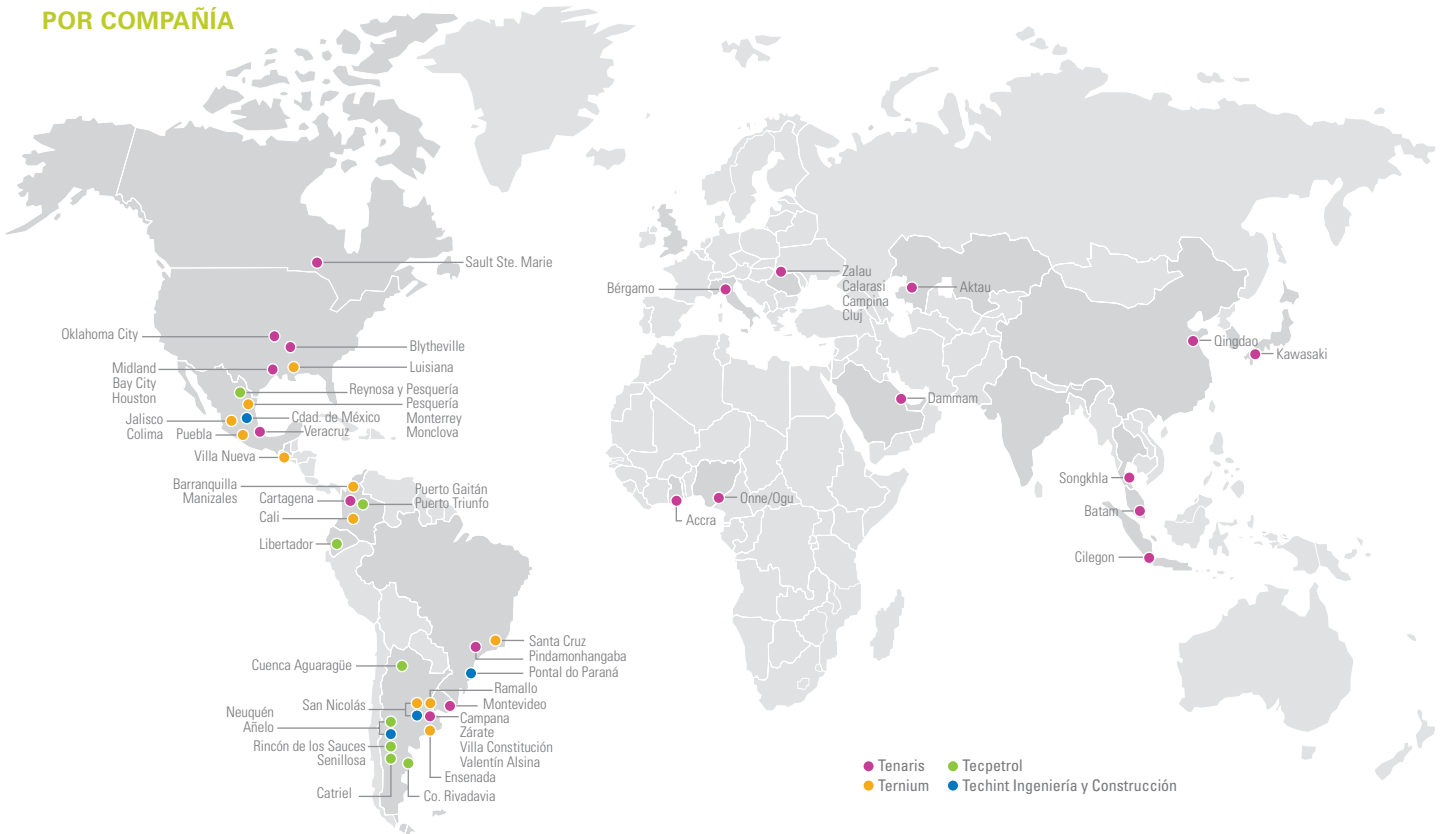 POR COMPAÑÍA
Sault Ste. Marie
Oklahoma City
Blytheville
Midland
Bay City
Houston
Luisiana
Reynosa y Pesquería
Pesquería
Monterrey
Monclova
Cdad. de México
Veracruz
Jalisco
Colima
Puebla
Villa Nueva
Barranquilla
Manizales
Cartagena
Puerto Gaitán
Puerto Triunfo
Cali
Libertador
Santa Cruz
Pindamonhangaba
Pontal do Paraná
Cuenca Aguaragüe
Ramallo
San Nicolás
Montevideo
Campana
Zárate
Villa Constitución
Valentín Alsina
Ensenada
Neuquén
Añelo
Rincón de los Sauces
Senillosa
Catriel
Co. Rivadavia
Bérgamo
Zalau
Calarasi
Campina
Cluj
Aktau
Qingdao
Kawasaki
Dammam
Onne/Ogu
Accra
Songkhla
Batam
Cilegon
Tenaris
Tecpetrol
Ternium
Techint Ingeniería y Construcción